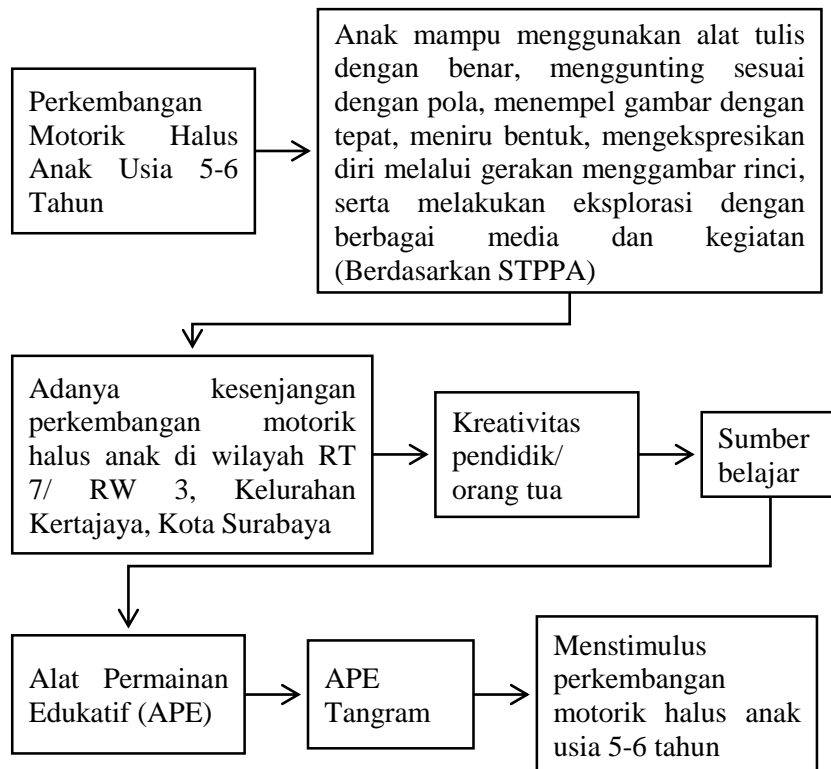 Perkembangan
Motorik Halus
Anak Usia 5-6
Tahun
Anak mampu menggunakan alat tulis
dengan benar, menggunting sesuai
dengan pola, menempel gambar dengan
tepat, meniru bentuk, mengekspresikan
diri melalui gerakan menggambar rinci,
serta melakukan eksplorasi dengan
berbagai media dan kegiatan
(Berdasarkan STPPA)
Adanya kesenjangan
perkembangan motorik
halus anak di wilayah RT
7/ RW 3, Kelurahan
Kertajaya, Kota Surabaya
Kreativitas
pendidik/
orang tua
Sumber
belajar
Alat Permainan
Edukatif (APE)
APE
Tangram
Menstimulus
perkembangan
motorik halus anak
usia 5-6 tahun